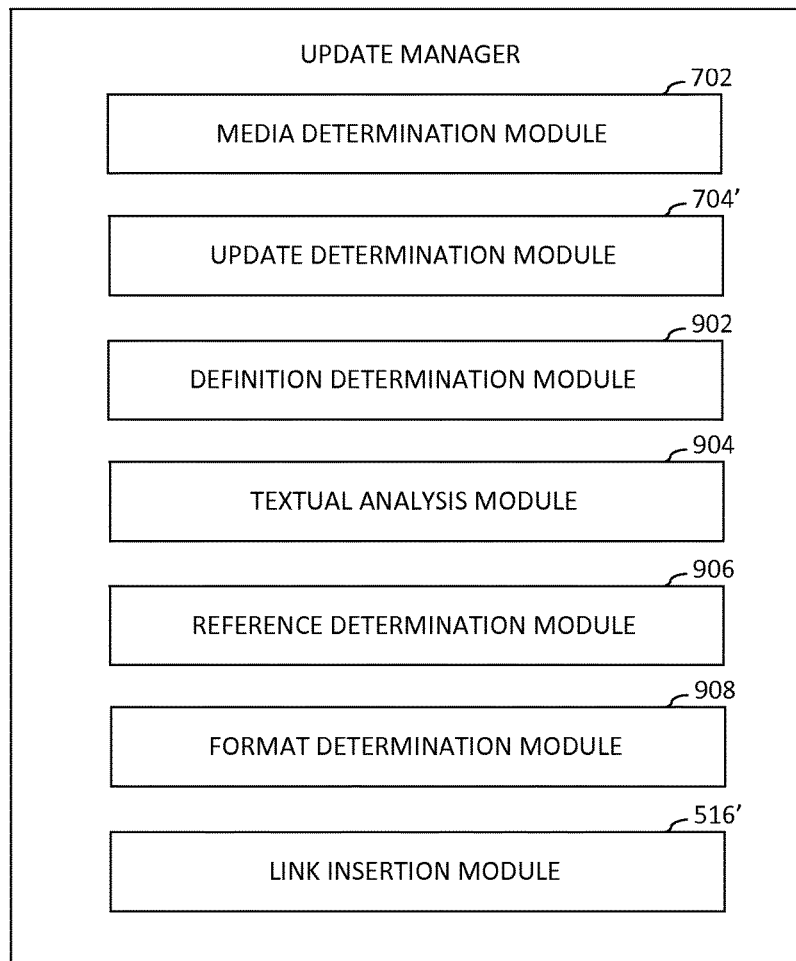 UPDATE MANAGER
702
MEDIA DETERMINATION MODULE
704’
UPDATE DETERMINATION MODULE
902
DEFINITION DETERMINATION MODULE
904
TEXTUAL ANALYSIS MODULE
906
REFERENCE DETERMINATION MODULE
908
FORMAT DETERMINATION MODULE
516’
LINK INSERTION MODULE